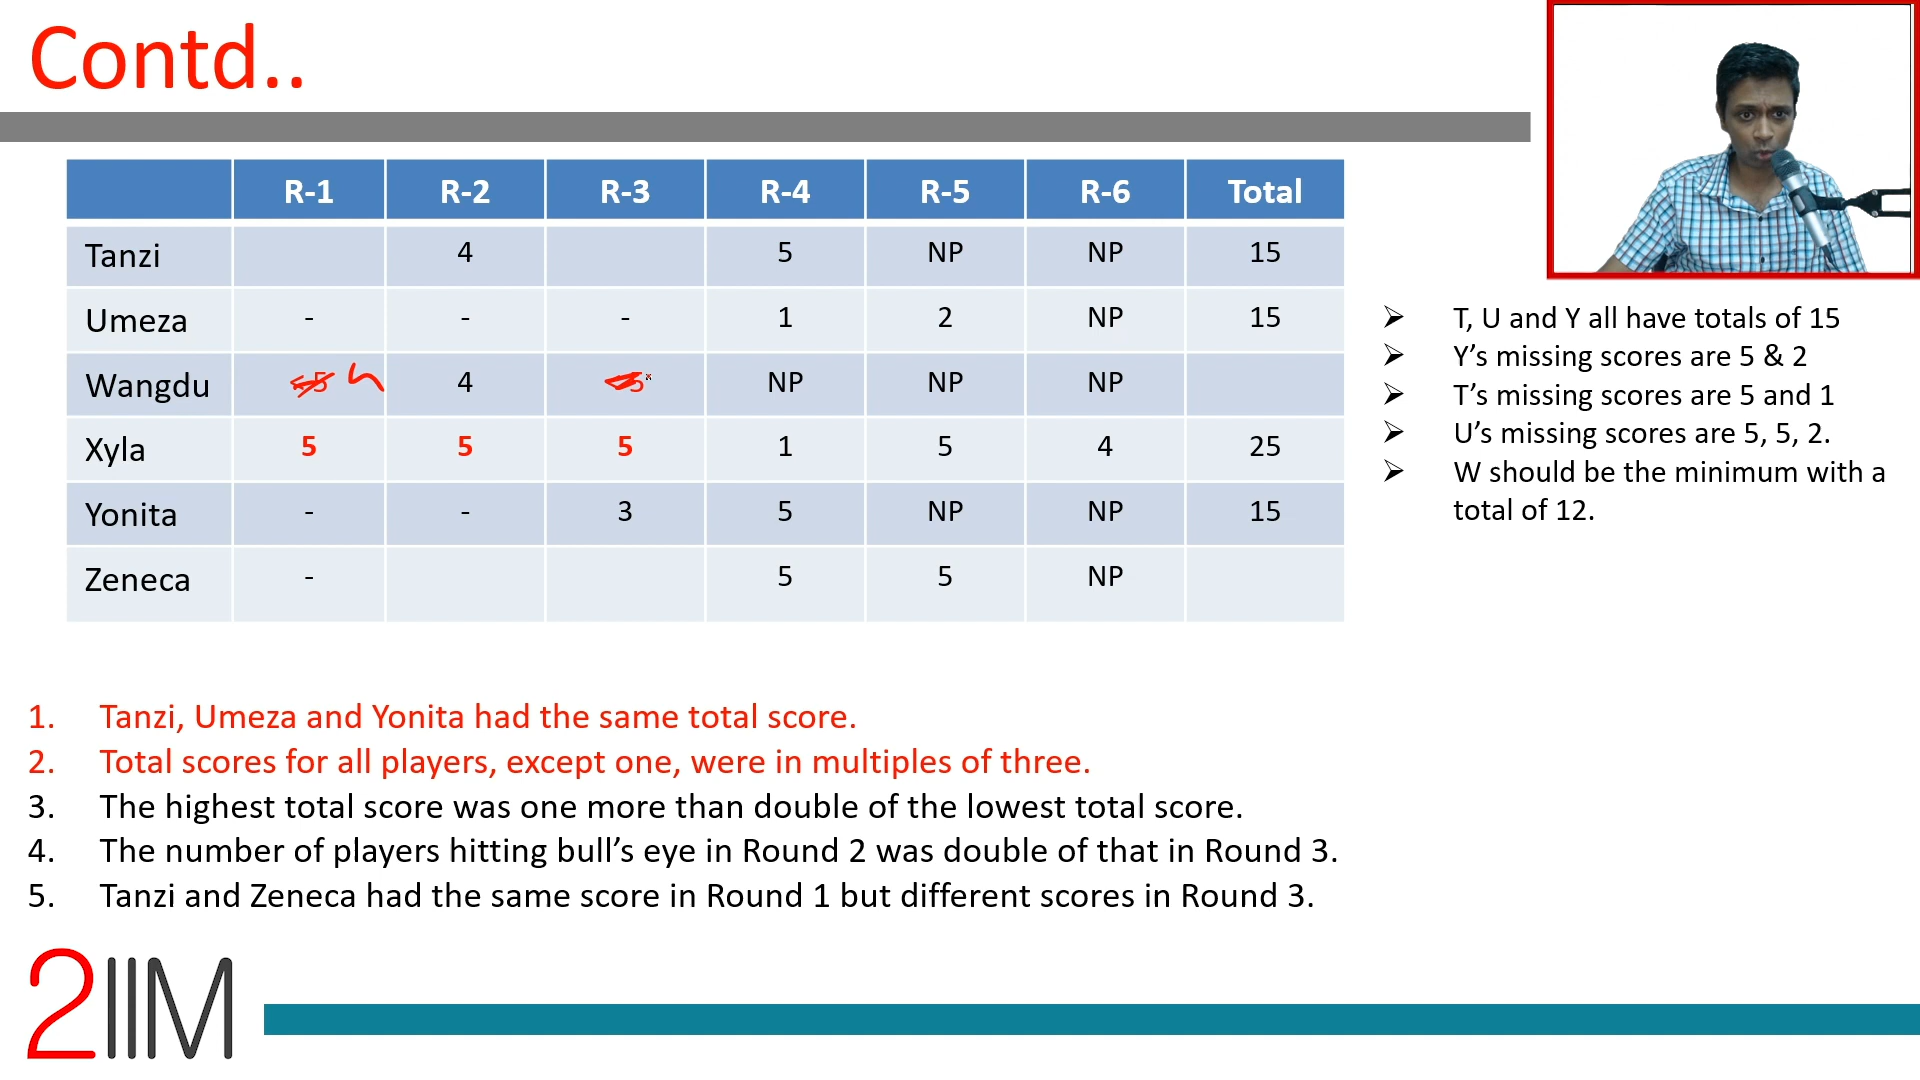 Contd..
R-1 R-2 R-3 R-4 R-5 R-6 Total
Tanzi 4 5 NP NP 15
Umeza - - - 1 2 NP 15
Wangdu 4 NP NP NP
Xyla 5 5 5 1 5 4 25
Yonita - - 3 5 NP NP 15
Zeneca - 5 5 NP
➢ T, U and Y all have totals of 15
➢ Y’s missing scores are 5 & 2
➢ T’s missing scores are 5 and 1
➢ U’s missing scores are 5, 5, 2.
➢ W should be the minimum with a
total of 12.
1. Tanzi, Umeza and Yonita had the same total score.
2. Total scores for all players, except one, were in multiples of three.
3. The highest total score was one more than double of the lowest total score.
4. The number of players hitting bull’s eye in Round 2 was double of that in Round 3.
5. Tanzi and Zeneca had the same score in Round 1 but different scores in Round 3.
2IIM